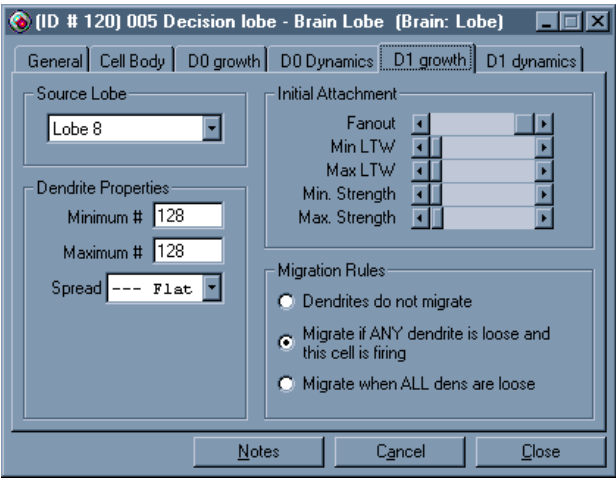 (ID # 120) 005 Decision lobe - Brain Lobe (Brain: Lobe)
General Cell Body D0 growth D0 Dynamics D1 growth D1 dynamics
Source Lobe
Lobe 8
Dendrite Properties
Minimum # 128
Maximum # 128
Spread --- Flat
Initial Attachment
Fanout
Min LTW
Max LTW
Min. Strength
Max. Strength
Migration Rules
Dendrites do not migrate
Migrate if ANY dendrite is loose and
this cell is firing
Migrate when ALL dens are loose
Notes Cancel Close